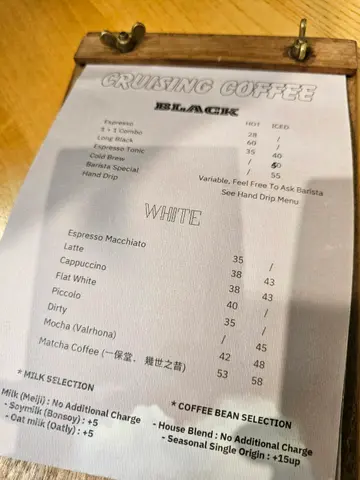 CRUISING COFFEE
BLACK
HOT ICED
Espresso 28 /
1 + 1 Combo 60 /
Long Black 35 40
Espresso Tonic /
Cold Brew / 55
Barista Special Variable, Feel Free To Ask Barista
Hand Drip See Hand Drip Menu
WHITE
Espresso Macchiato 35 /
Latte 38 43
Cappuccino 38 43
Flat White 40 /
Piccolo 35 /
Dirty / 45
Mocha (Valrhona) 42 48
Matcha Coffee (一保堂, 幾世之昔) 53 58
* MILK SELECTION
Milk (Meiji) : No Additional Charge
- Soymilk (Bonsoy) : +5
- Oat milk (Oatly) : +5
* COFFEE BEAN SELECTION
- House Blend : No Additional Charge
- Seasonal Single Origin : +15up